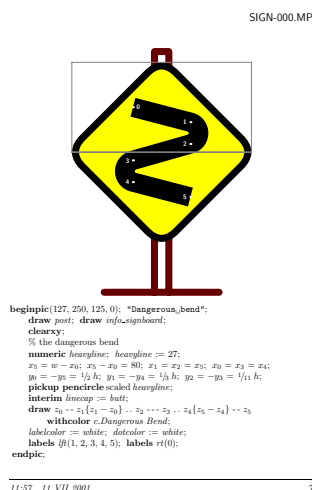 SIGN-000.MP
0
1
2
3
4
5
beginpic(127, 250, 125, 0); "Dangerous␣bend";
draw post; draw info_signboard;
clearxy;
% the dangerous bend
numeric heavyline; heavyline := 27;
x5 = w − x0; x5 − x0 = 80; x1 = x2 = x5; x0 = x3 = x4;
y0 = −y5 = 1/2 h; y1 = −y4 = 1/3 h; y2 = −y3 = 1/11 h;
pickup pencircle scaled heavyline;
interim linecap := butt;
draw z0 -- z1{z1 − z0} .. z2 --- z3 .. z4{z5 − z4} -- z5
withcolor c.Dangerous Bend;
labelcolor := white; dotcolor := white;
labels lft(1, 2, 3, 4, 5); labels rt(0);
endpic;
11:57 11 VII 2001 7